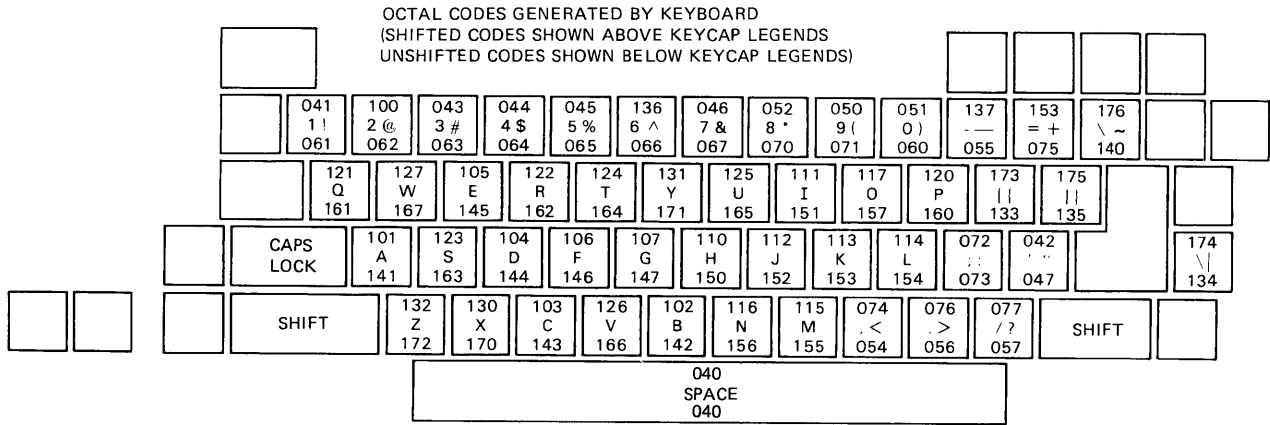 OCTAL CODES GENERATED BY KEYBOARD
(SHIFTED CODES SHOWN ABOVE KEYCAP LEGENDS
UNSHIFTED CODES SHOWN BELOW KEYCAP LEGENDS)
041 100 043 044 045 136 046 052 050 051 137 153 176
1 ! 2 @ 3 # 4 $ 5 % 6 ^ 7 & 8 * 9 ( 0 ) - — = + \ ~
061 062 063 064 065 066 067 070 071 060 055 075 140
121 127 105 122 124 131 125 111 117 120 173 175
Q W E R T Y U I O P [{ ]}
161 167 145 162 164 171 165 151 157 160 133 135
CAPS LOCK
101 123 104 106 107 110 112 113 114 072 042 174
A S D F G H J K L ; : ' " \|
141 163 144 146 147 150 152 153 154 073 047 134
132 130 103 126 102 116 115 074 076 077
SHIFT Z X C V B N M , < . > / ? SHIFT
172 170 143 166 142 156 155 054 056 057
040
SPACE
040